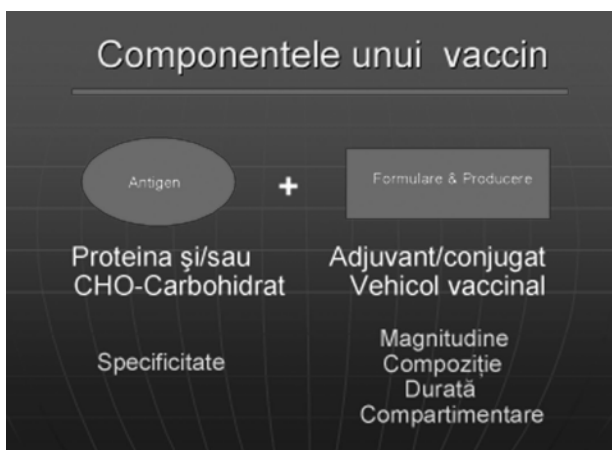 Componentele unui vaccin
Antigen
+
Formulare & Producere
Proteina şi/sau
CHO-Carbohidrat
Adjuvant/conjugat
Vehicol vaccinal
Specificitate
Magnitudine
Compoziţie
Durată
Compartimentare